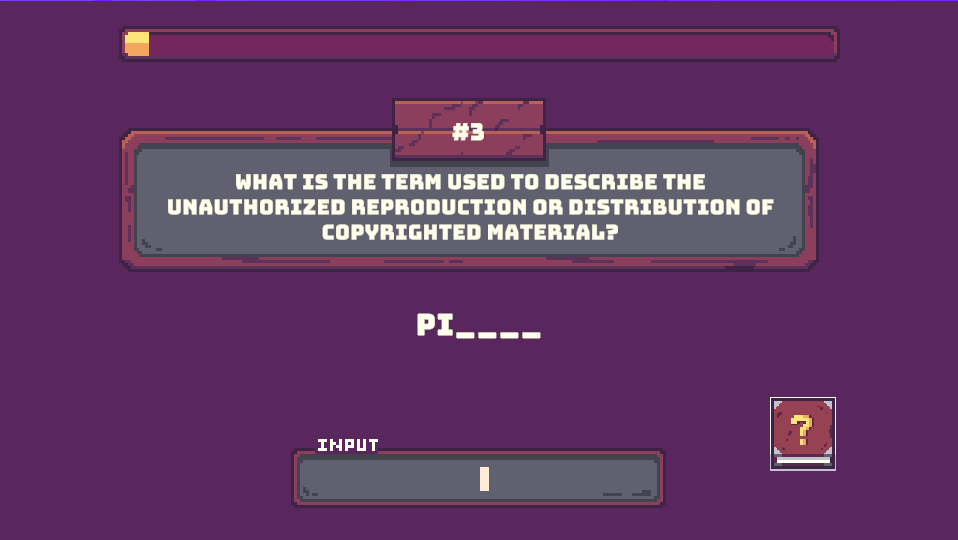 #3
WHAT IS THE TERM USED TO DESCRIBE THE
UNAUTHORIZED REPRODUCTION OR DISTRIBUTION OF
COPYRIGHTED MATERIAL?
PI____
?
INPUT